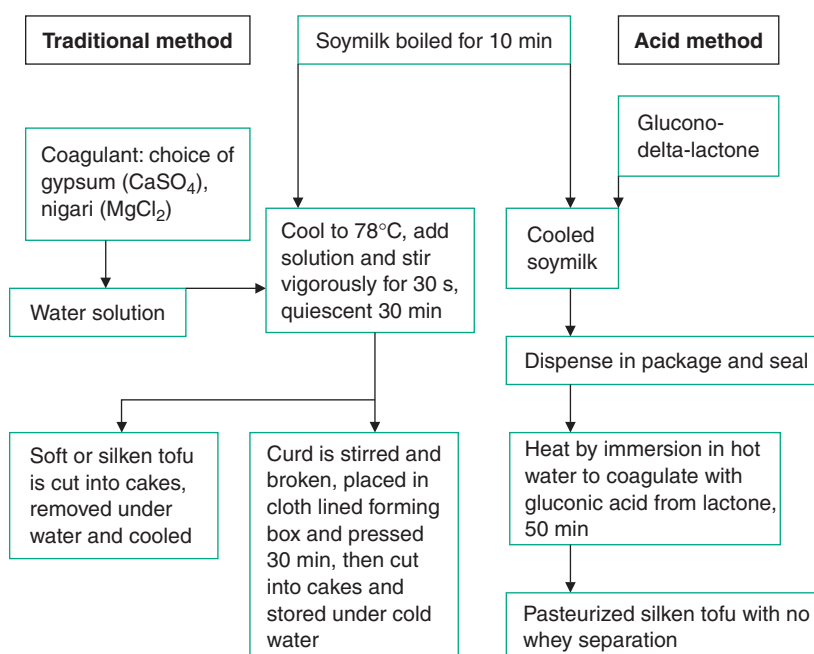 Traditional method
Soymilk boiled for 10 min
Acid method
Glucono-
delta-lactone
Coagulant: choice of
gypsum (CaSO₄),
nigari (MgCl₂)
Water solution
Cool to 78°C, add
solution and stir
vigorously for 30 s,
quiescent 30 min
Cooled
soymilk
Dispense in package and seal
Soft or silken tofu
is cut into cakes,
removed under
water and cooled
Curd is stirred and
broken, placed in
cloth lined forming
box and pressed
30 min, then cut
into cakes and
stored under cold
water
Heat by immersion in hot
water to coagulate with
gluconic acid from lactone,
50 min
Pasteurized silken tofu with no
whey separation